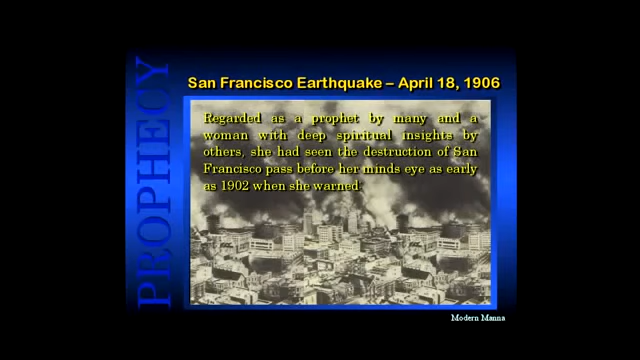 PROPHECY
San Francisco Earthquake – April 18, 1906
Regarded as a prophet by many and a
woman with deep spiritual insights by
others, she had seen the destruction of San
Francisco pass before her minds eye as early
as 1902 when she warned
Modern Manna